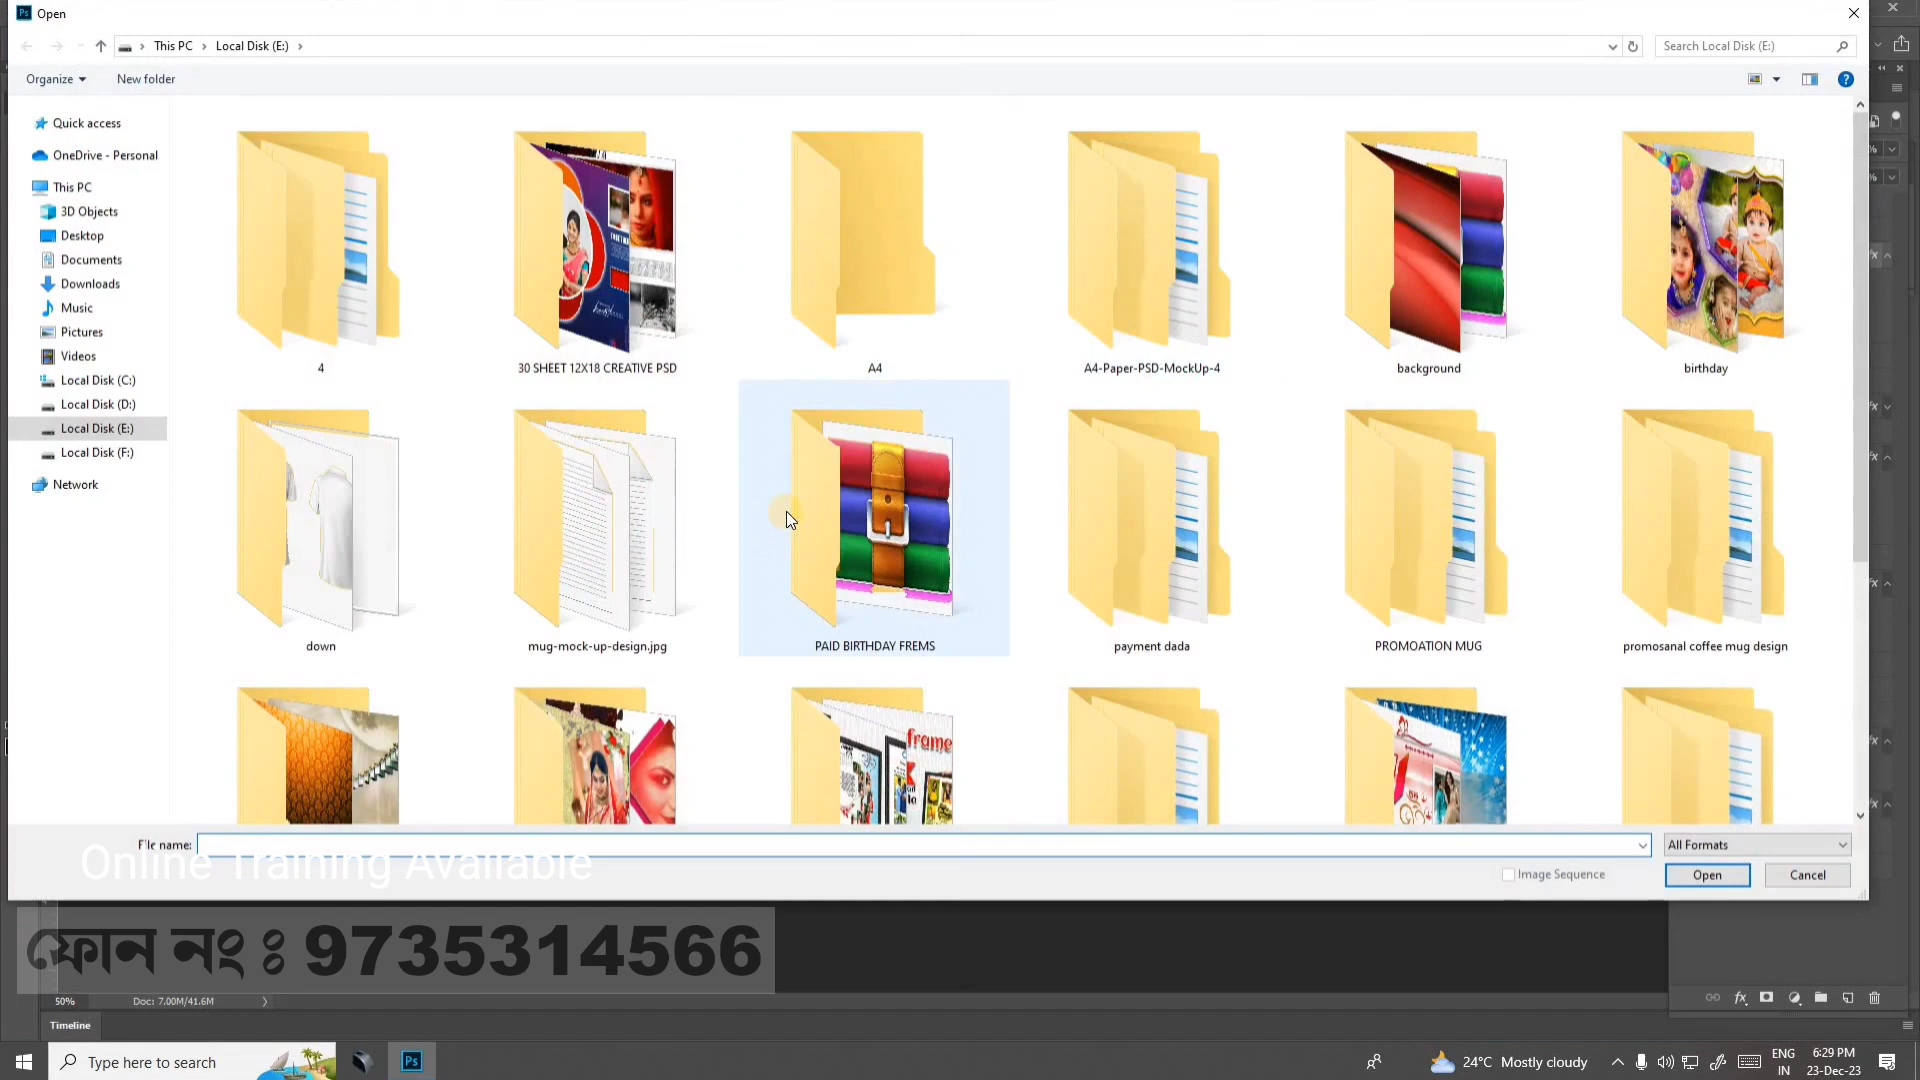 Ps Open
This PC > Local Disk (E:) >
Search Local Disk (E:)
Organize
New folder
Quick access
OneDrive - Personal
This PC
3D Objects
Desktop
Documents
Downloads
Music
Pictures
Videos
Local Disk (C:)
Local Disk (D:)
Local Disk (E:)
Local Disk (F:)
Network
4
30 SHEET 12X18 CREATIVE PSD
A4
A4-Paper-PSD-MockUp-4
background
birthday
down
mug-mock-up-design.jpg
PAID BIRTHDAY FREMS
payment dada
PROMOATION MUG
promosanal coffee mug design
frame
File name:
All Formats
Image Sequence
Open
Cancel
Online Training Available
ফোন নং ঃ 9735314566
50%
Doc: 7.00M/41.6M
Timeline
Type here to search
Ps
24°C Mostly cloudy
ENG
IN
6:29 PM
23-Dec-23